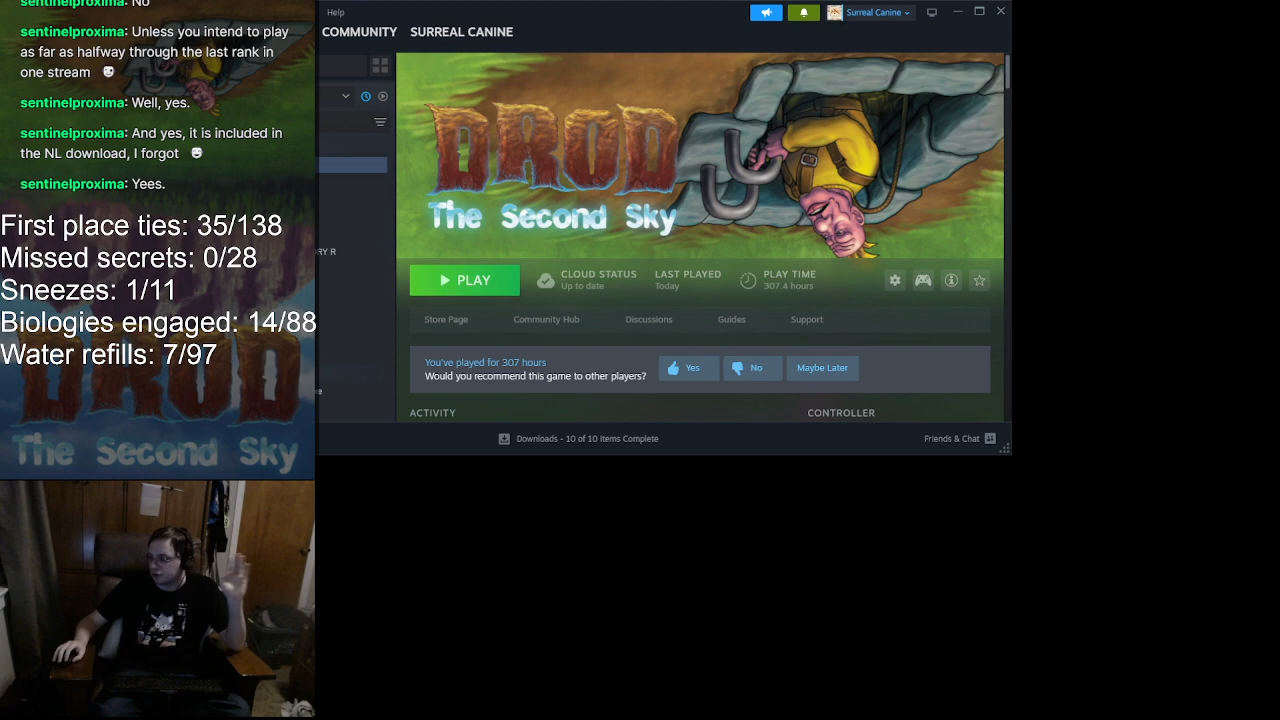 sentinelproxima: No
sentinelproxima: Unless you intend to play
as far as halfway through the last rank in
one stream
sentinelproxima: Well, yes.
sentinelproxima: And yes, it is included in
the NL download, I forgot
sentinelproxima: Yees.
First place ties: 35/138
Missed secrets: 0/28
Sneezes: 1/11
Biologies engaged: 14/88
Water refills: 7/97
DROD
The Second Sky
Help
Surreal Canine
COMMUNITY
SURREAL CANINE
RY R
e
DROD
The Second Sky
PLAY
CLOUD STATUS
Up to date
LAST PLAYED
Today
PLAY TIME
307.4 hours
Store Page
Community Hub
Discussions
Guides
Support
You've played for 307 hours
Would you recommend this game to other players?
Yes
No
Maybe Later
ACTIVITY
CONTROLLER
Downloads - 10 of 10 Items Complete
Friends & Chat